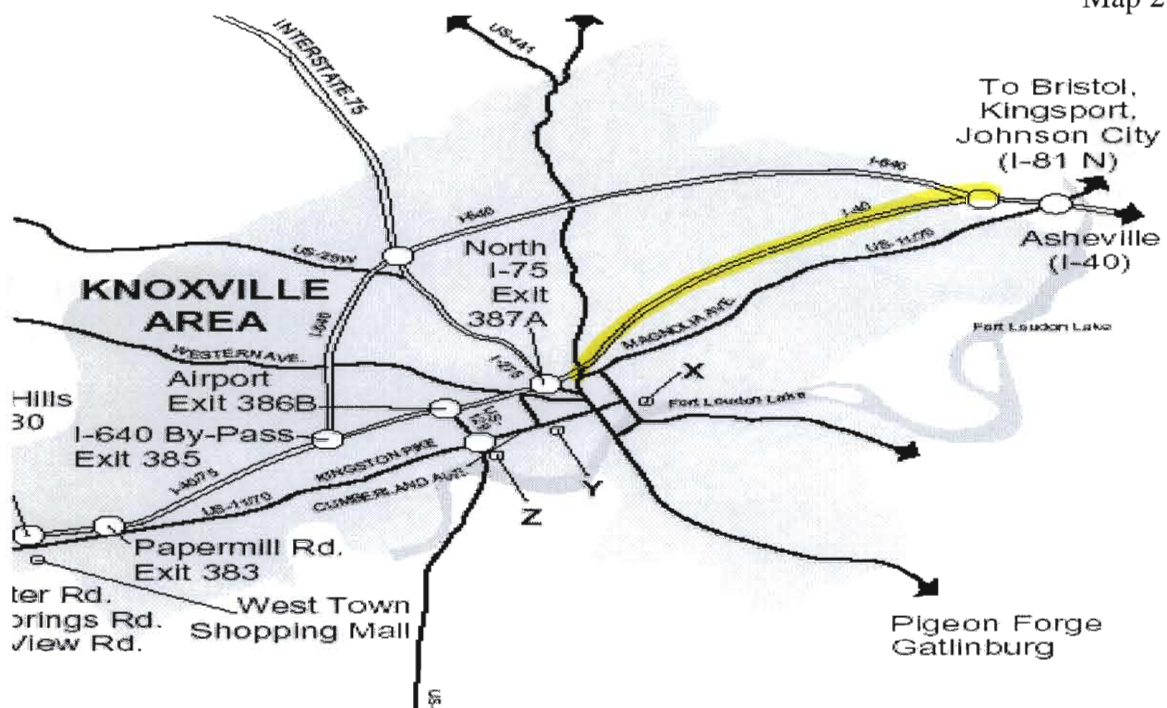 Map 2
US-441
INTERSTATE-75
To Bristol,
Kingsport,
Johnson City
(I-81 N)
I-640
I-640
I-40
US-11/70
Asheville
(I-40)
US-25W
North
I-75
Exit
387A
KNOXVILLE
AREA
I-640
MAGNOLIA AVE.
Fort Loudon Lake
WESTERN AVE.
I-275
Airport
Exit 386B
X
Fort Loudon Lake
Hills
30
I-640 By-Pass
Exit 385
US-
KINGSTON PIKE
CUMBERLAND AVE.
Y
I-40/75
US-11/70
Z
Papermill Rd.
Exit 383
ter Rd.
prings Rd.
View Rd.
West Town
Shopping Mall
Pigeon Forge
Gatlinburg
US-